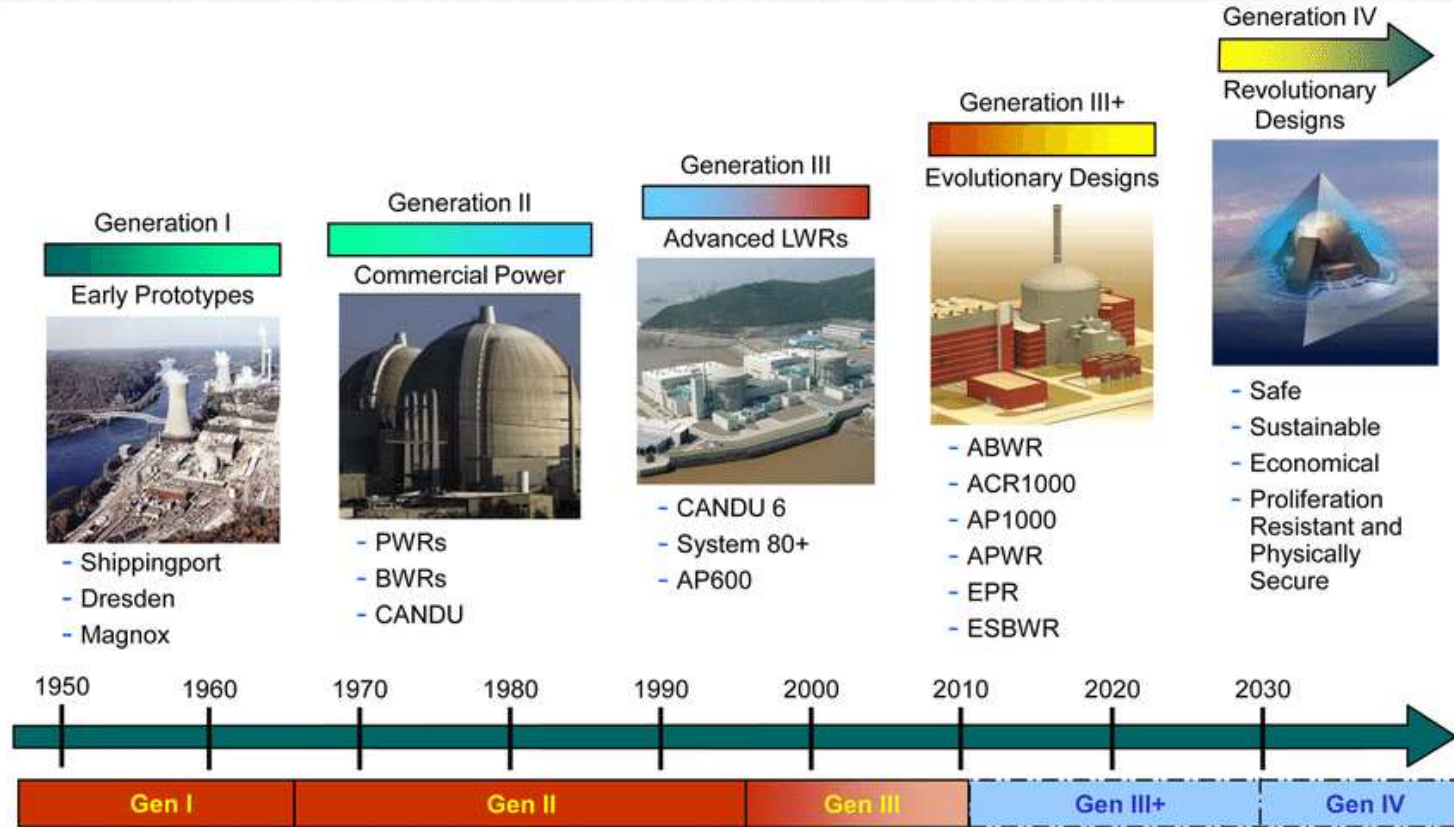 Generation I
Early Prototypes
- Shippingport
- Dresden
- Magnox
Generation II
Commercial Power
- PWRs
- BWRs
- CANDU
Generation III
Advanced LWRs
- CANDU 6
- System 80+
- AP600
Generation III+
Evolutionary Designs
- ABWR
- ACR1000
- AP1000
- APWR
- EPR
- ESBWR
Generation IV
Revolutionary
Designs
- Safe
- Sustainable
- Economical
- Proliferation
Resistant and
Physically
Secure
1950 1960 1970 1980 1990 2000 2010 2020 2030
Gen I Gen II Gen III Gen III+ Gen IV